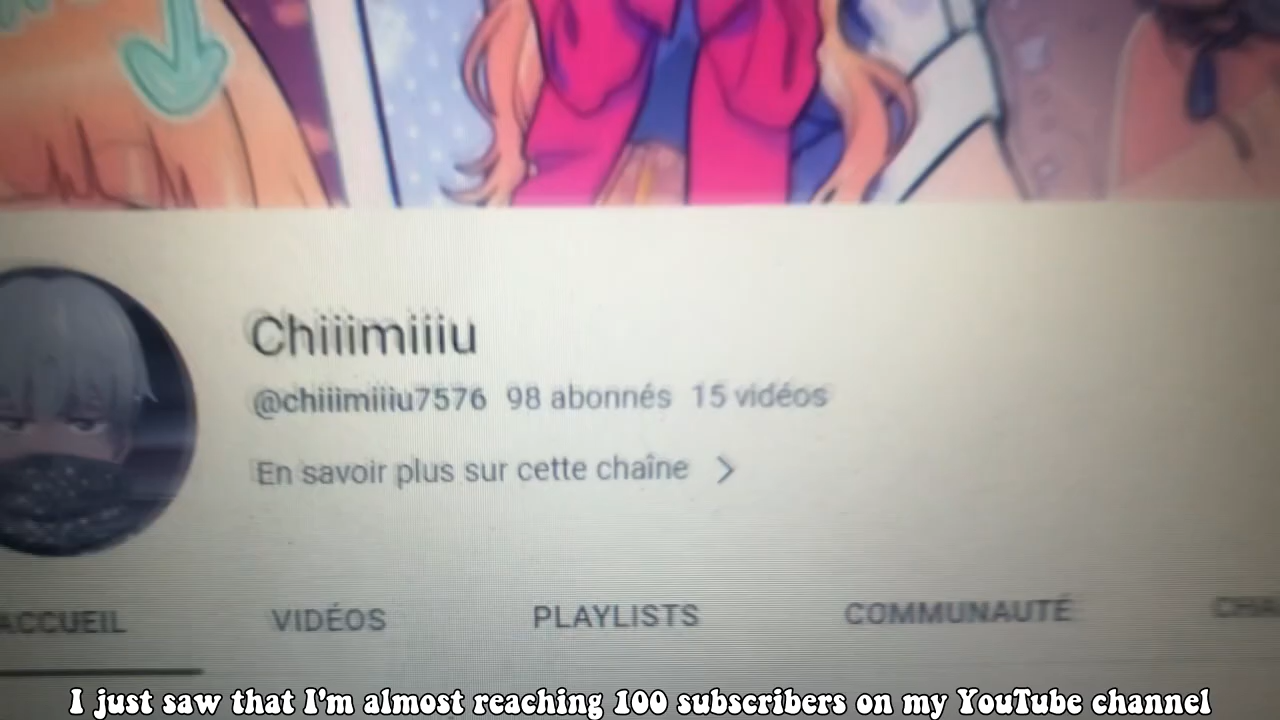 Chiiimiiiu
@chiiimiiiu7576 98 abonnés 15 vidéos
En savoir plus sur cette chaîne >
ACCUEIL VIDÉOS PLAYLISTS COMMUNAUTÉ
I just saw that I'm almost reaching 100 subscribers on my YouTube channel